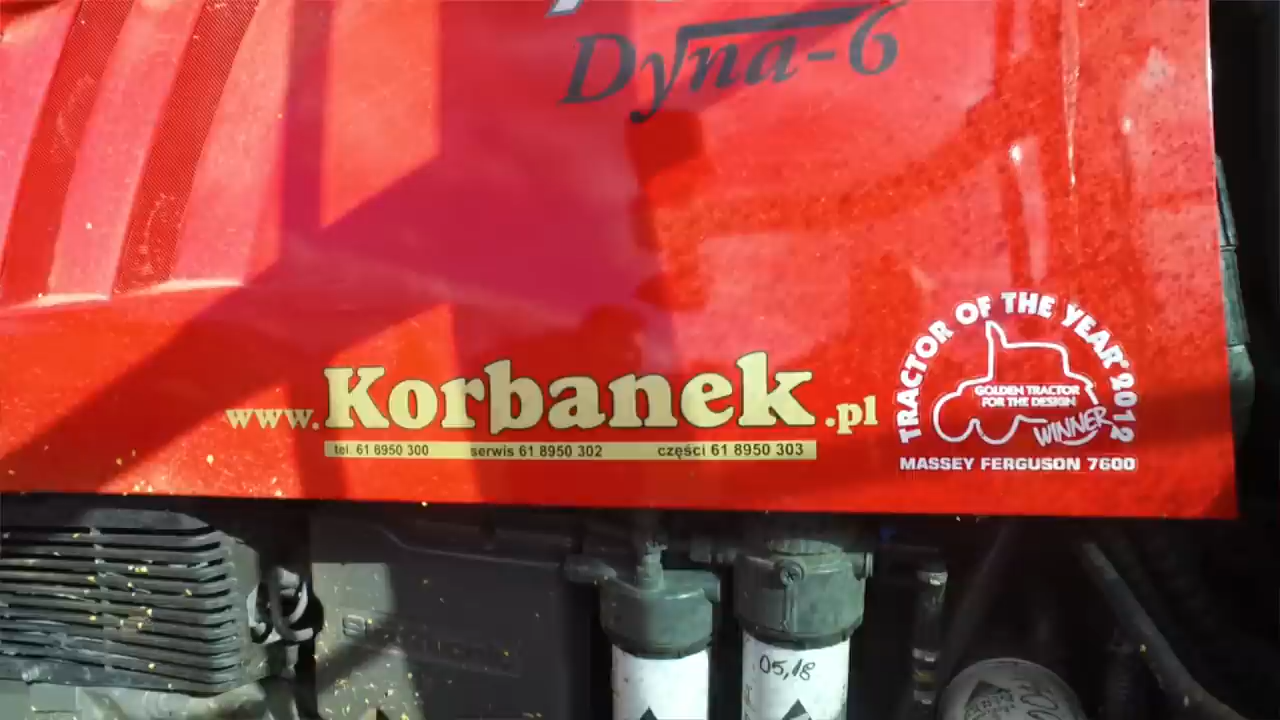 Dyna-6
www.Korbanek.pl
tel. 61 8950 300 serwis 61 8950 302 części 61 8950 303
TRACTOR OF THE YEAR® 2012
GOLDEN TRACTOR
FOR THE DESIGN
WINNER
MASSEY FERGUSON 7600
05,18